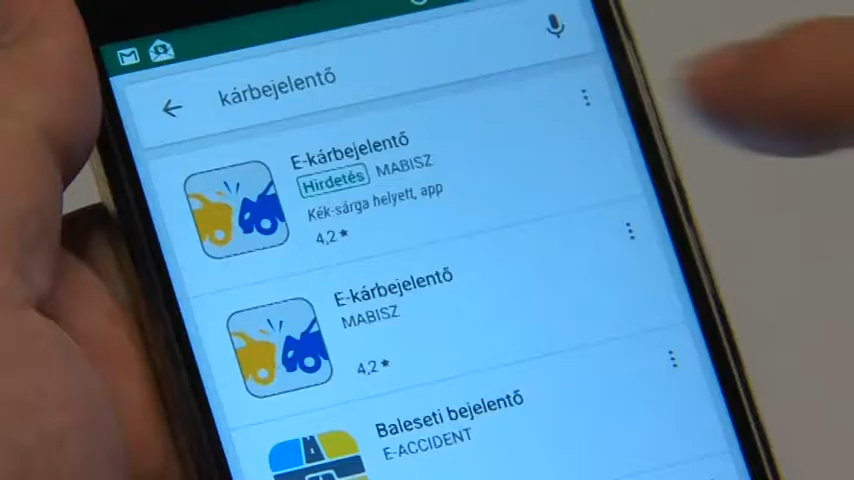 kárbejelentő
E-kárbejelentő
Hirdetés MABISZ
Kék-sárga helyett, app
4,2★
E-kárbejelentő
MABISZ
4,2★
Baleseti bejelentő
E-ACCIDENT